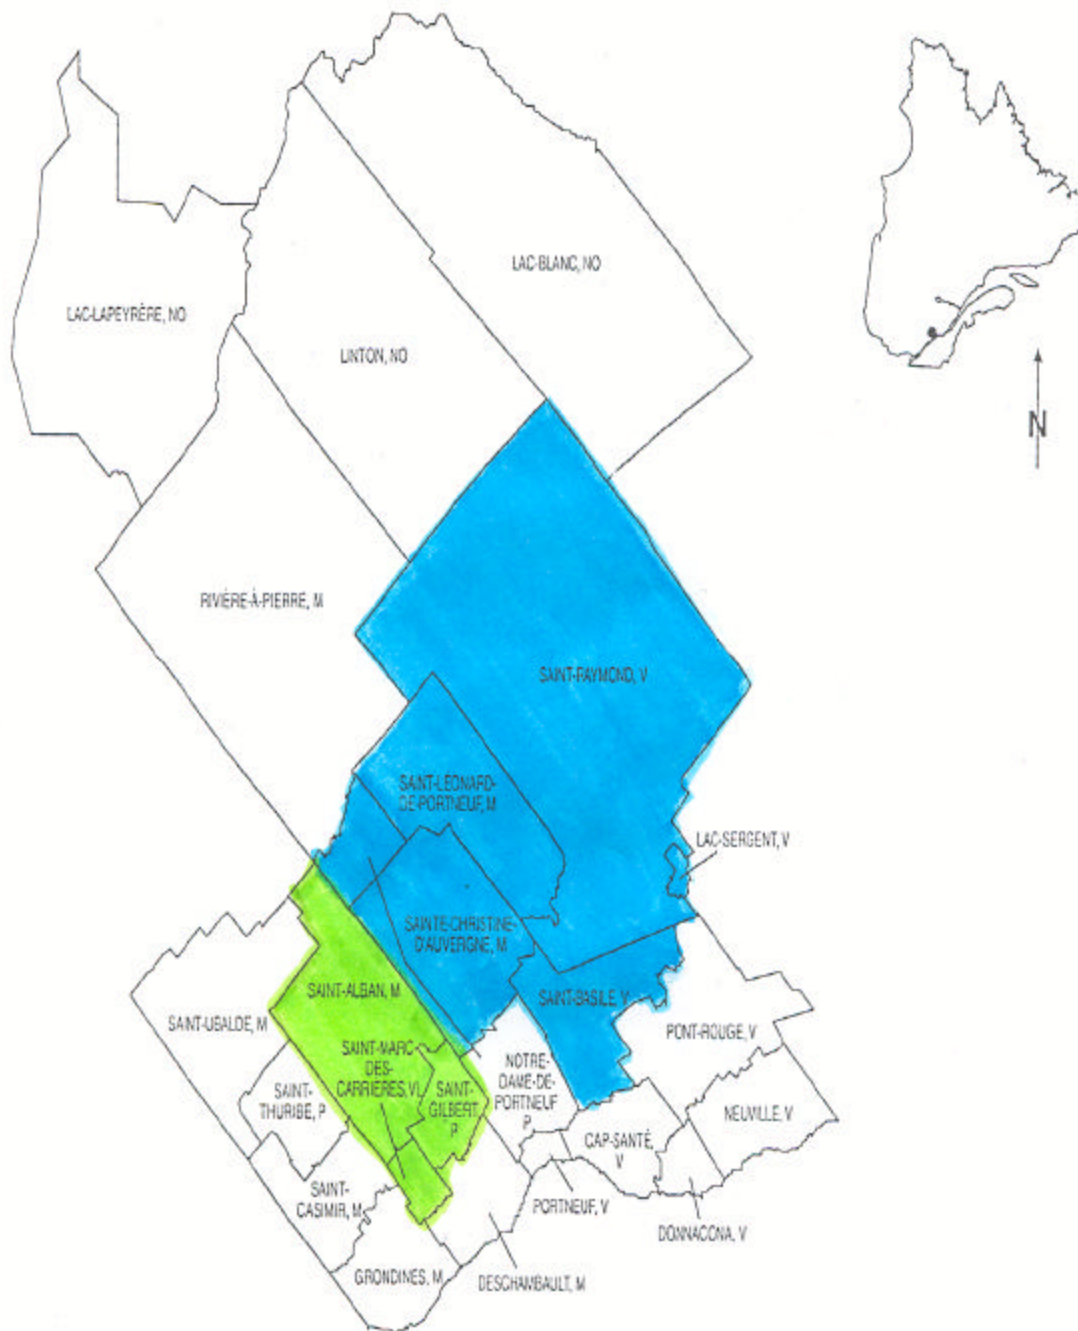 LAC-BLANC, NO
LAC-LAPEYRÈRE, NO
LINTON, NO
N
RIVIÈRE-À-PIERRE, M
SAINT-RAYMOND, V
SAINT-LÉONARD-
DE-PORTNEUF, M
LAC-SERGENT, V
SAINTE-CHRISTINE-
D'AUVERGNE, M
SAINT-ALBAN, M
SAINT-BASILE, V
SAINT-UBALDE, M
PONT-ROUGE, V
SAINT-MARC-
DES-
CARRIÈRES, VL
NOTRE-
DAME-DE-
PORTNEUF
P
SAINT-
GILBERT,
P
SAINT-
THURIBE, P
NEUVILLE, V
CAP-SANTÉ,
V
SAINT-
CASIMIR, M
PORTNEUF, V
DONNACONA, V
GRONDINES, M
DESCHAMBAULT, M